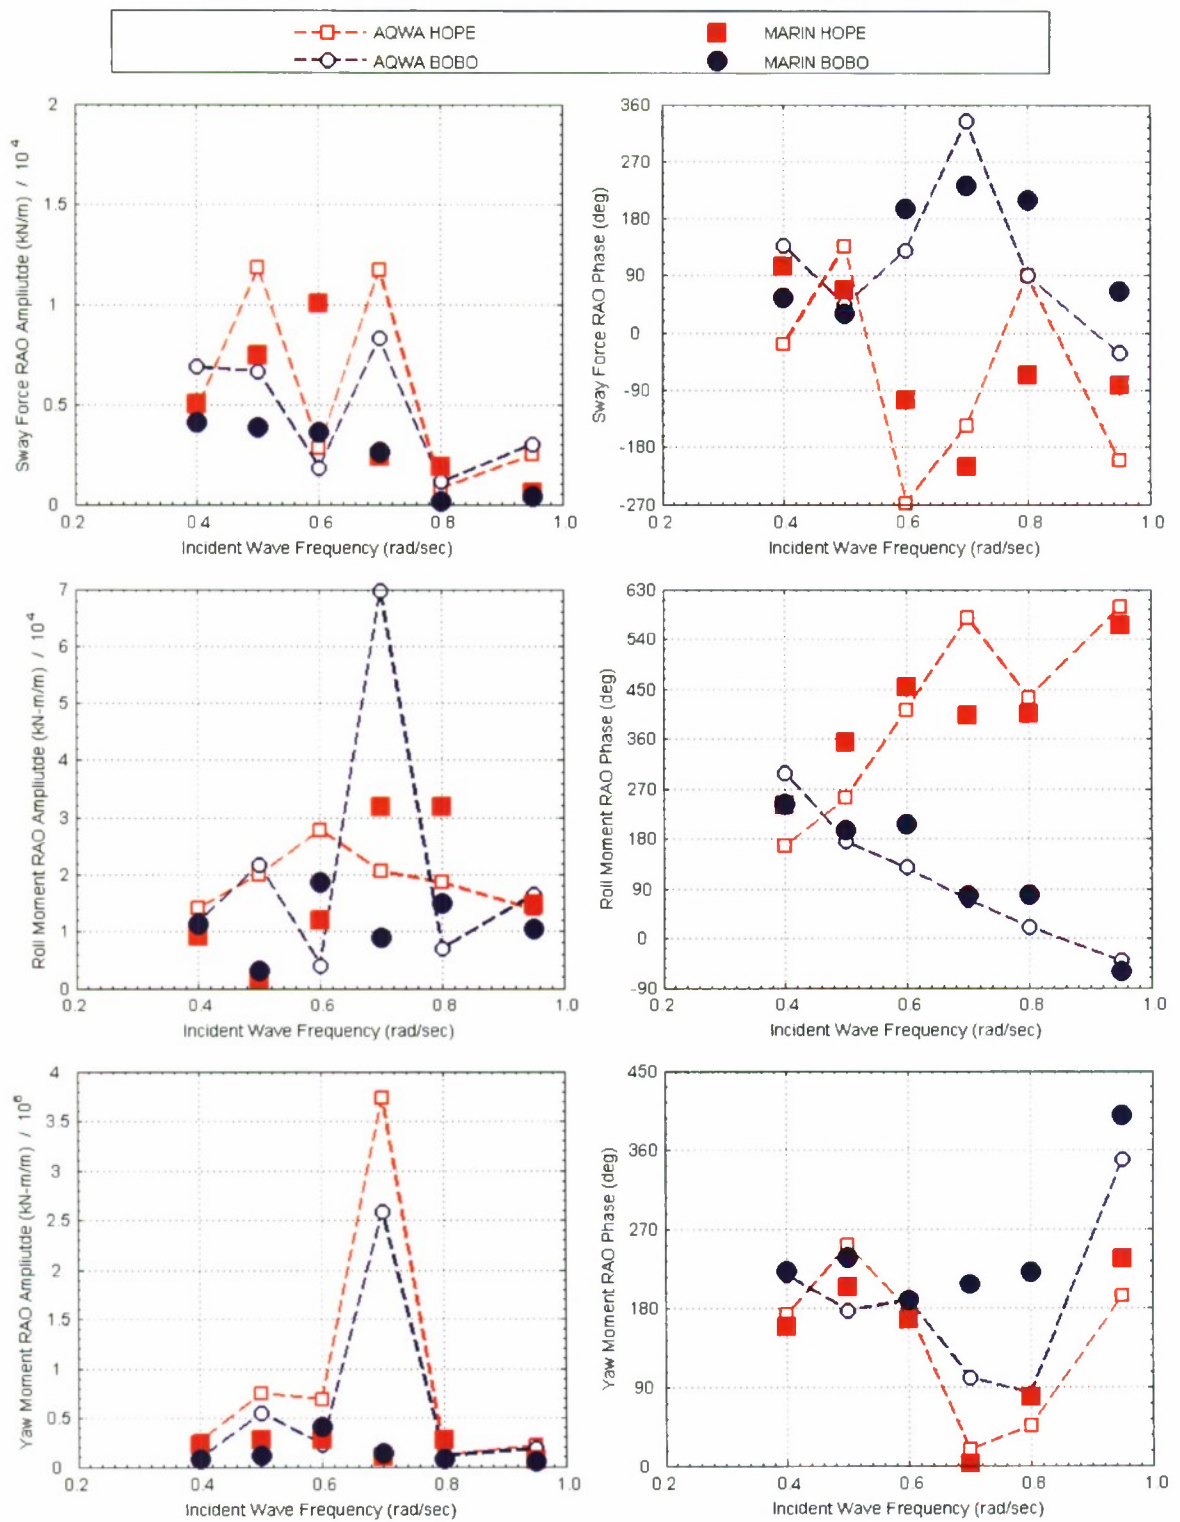 AQWA HOPE
MARIN HOPE
AQWA BOBO
MARIN BOBO
Sway Force RAO Ampliutde (kN/m) / 10^4
2
1.5
1
0.5
0
0.2 0.4 0.6 0.8 1.0
Incident Wave Frequency (rad/sec)
Sway Force RAO Phase (deg)
360
270
180
90
0
-90
-180
-270
0.2 0.4 0.6 0.8 1.0
Incident Wave Frequency (rad/sec)
Roll Moment RAO Ampliutde (kN-m/m) / 10^4
7
6
5
4
3
2
1
0
0.2 0.4 0.6 0.8 1.0
Incident Wave Frequency (rad/sec)
Roll Moment RAO Phase (deg)
630
540
450
360
270
180
90
0
-90
0.2 0.4 0.6 0.8 1.0
Incident Wave Frequency (rad/sec)
Yaw Moment RAO Ampliutde (kN-m/m) / 10^6
4
3.5
3
2.5
2
1.5
1
0.5
0
0.2 0.4 0.6 0.8 1.0
Incident Wave Frequency (rad/sec)
Yaw Moment RAO Phase (deg)
450
360
270
180
90
0
0.2 0.4 0.6 0.8 1.0
Incident Wave Frequency (rad/sec)